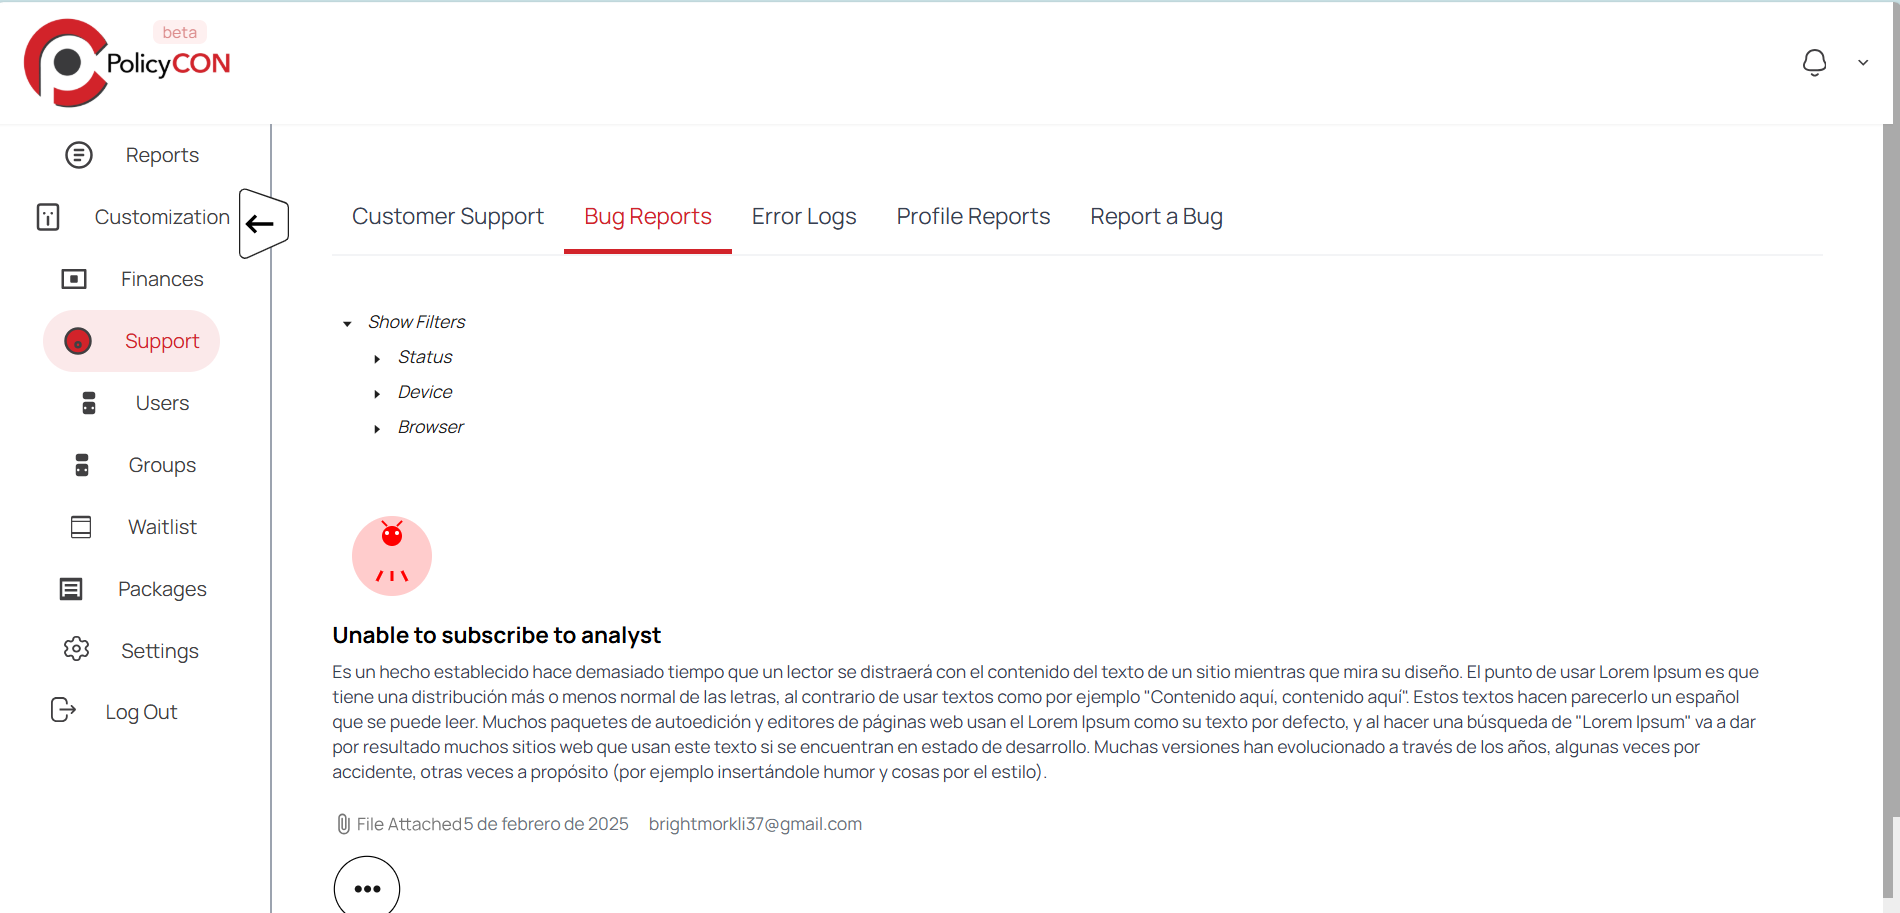 beta
PolicyCON
Reports
Customization
Finances
Support
Users
Groups
Waitlist
Packages
Settings
Log Out
Customer Support
Bug Reports
Error Logs
Profile Reports
Report a Bug
Show Filters
Status
Device
Browser
Unable to subscribe to analyst
Es un hecho establecido hace demasiado tiempo que un lector se distraerá con el contenido del texto de un sitio mientras que mira su diseño. El punto de usar Lorem Ipsum es que
tiene una distribución más o menos normal de las letras, al contrario de usar textos como por ejemplo "Contenido aquí, contenido aquí". Estos textos hacen parecerlo un español
que se puede leer. Muchos paquetes de autoedición y editores de páginas web usan el Lorem Ipsum como su texto por defecto, y al hacer una búsqueda de "Lorem Ipsum" va a dar
por resultado muchos sitios web que usan este texto si se encuentran en estado de desarrollo. Muchas versiones han evolucionado a través de los años, algunas veces por
accidente, otras veces a propósito (por ejemplo insertándole humor y cosas por el estilo).
File Attached 5 de febrero de 2025 brightmorkli37@gmail.com